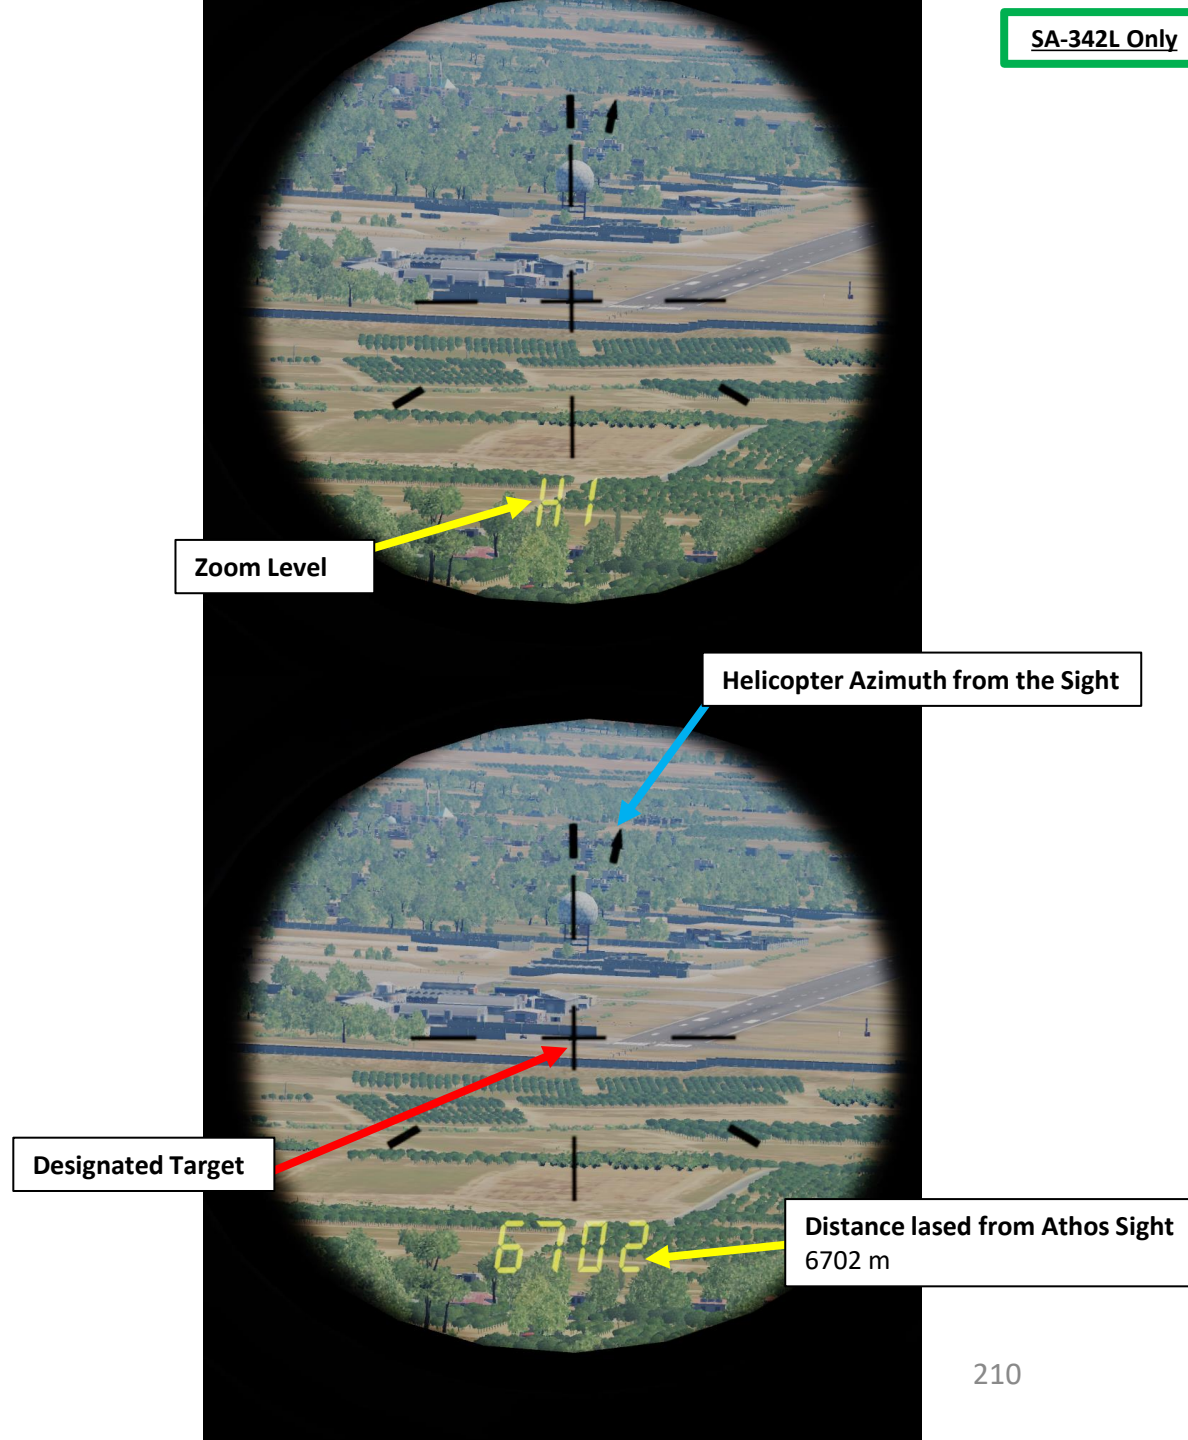 SA-342L Only
H1
Zoom Level
Helicopter Azimuth from the Sight
Designated Target
6702
Distance lased from Athos Sight
6702 m
210